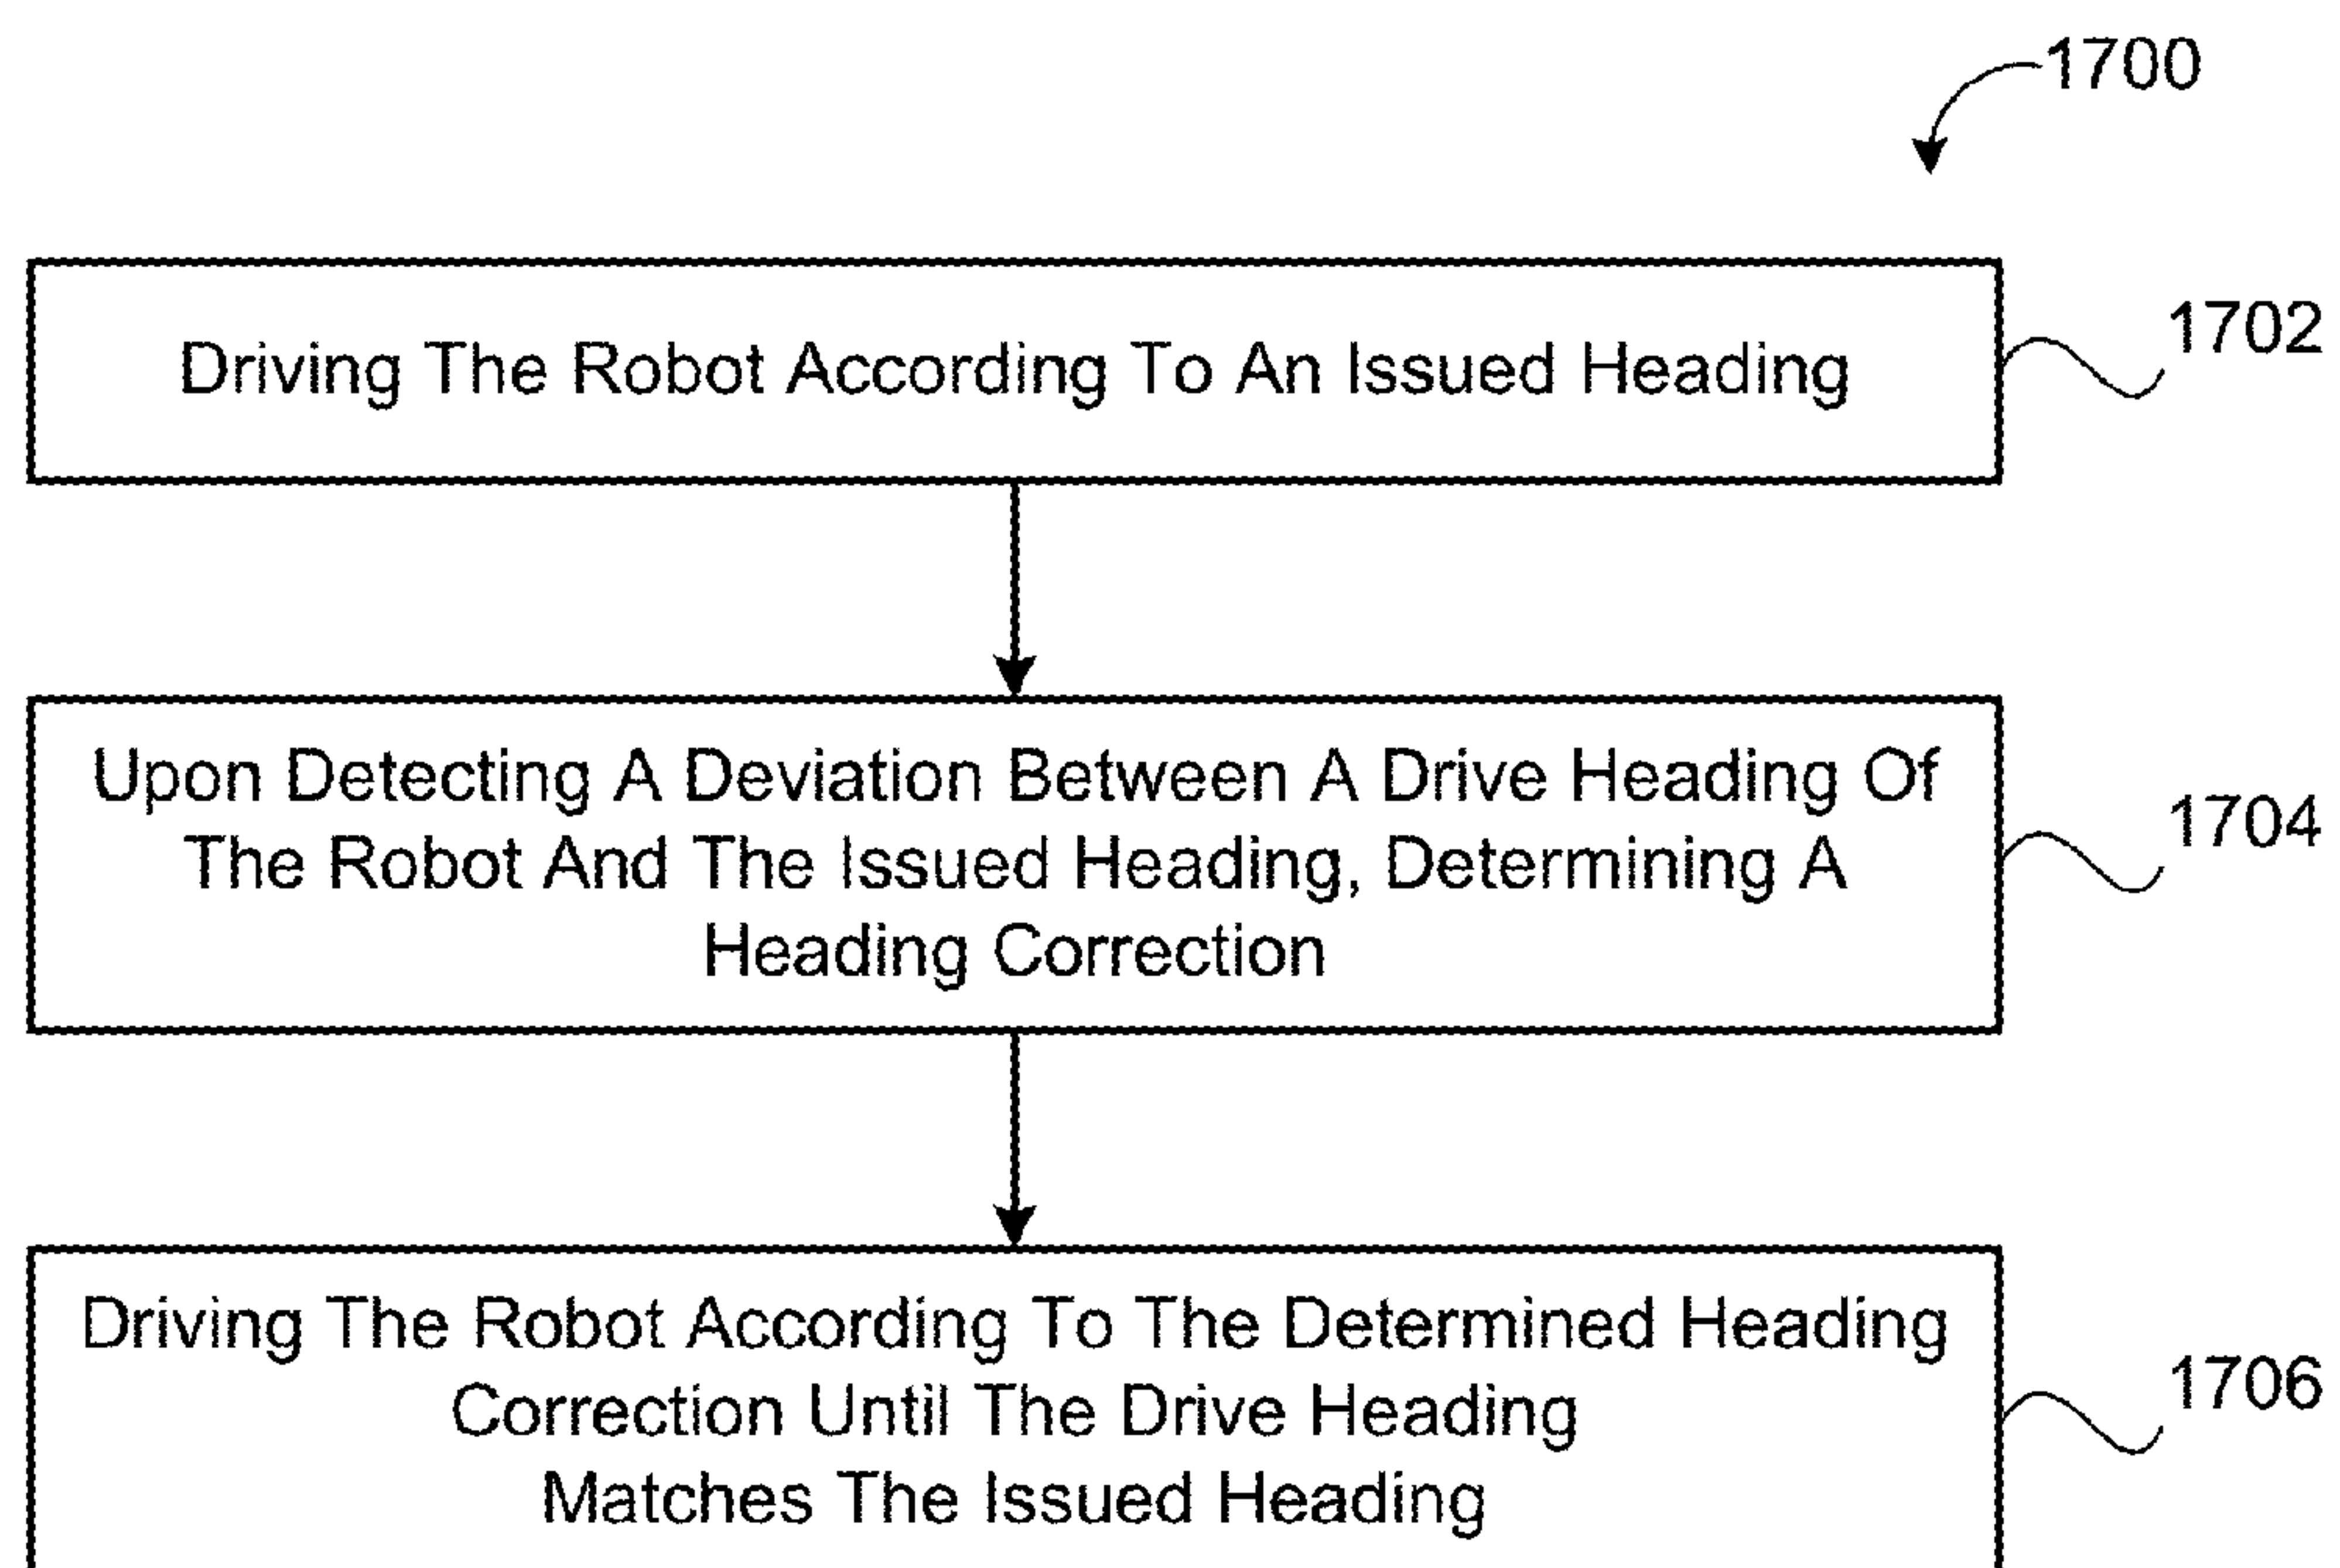 1700
Driving The Robot According To An Issued Heading
1702
Upon Detecting A Deviation Between A Drive Heading Of
The Robot And The Issued Heading, Determining A
Heading Correction
1704
Driving The Robot According To The Determined Heading
Correction Until The Drive Heading
Matches The Issued Heading
1706